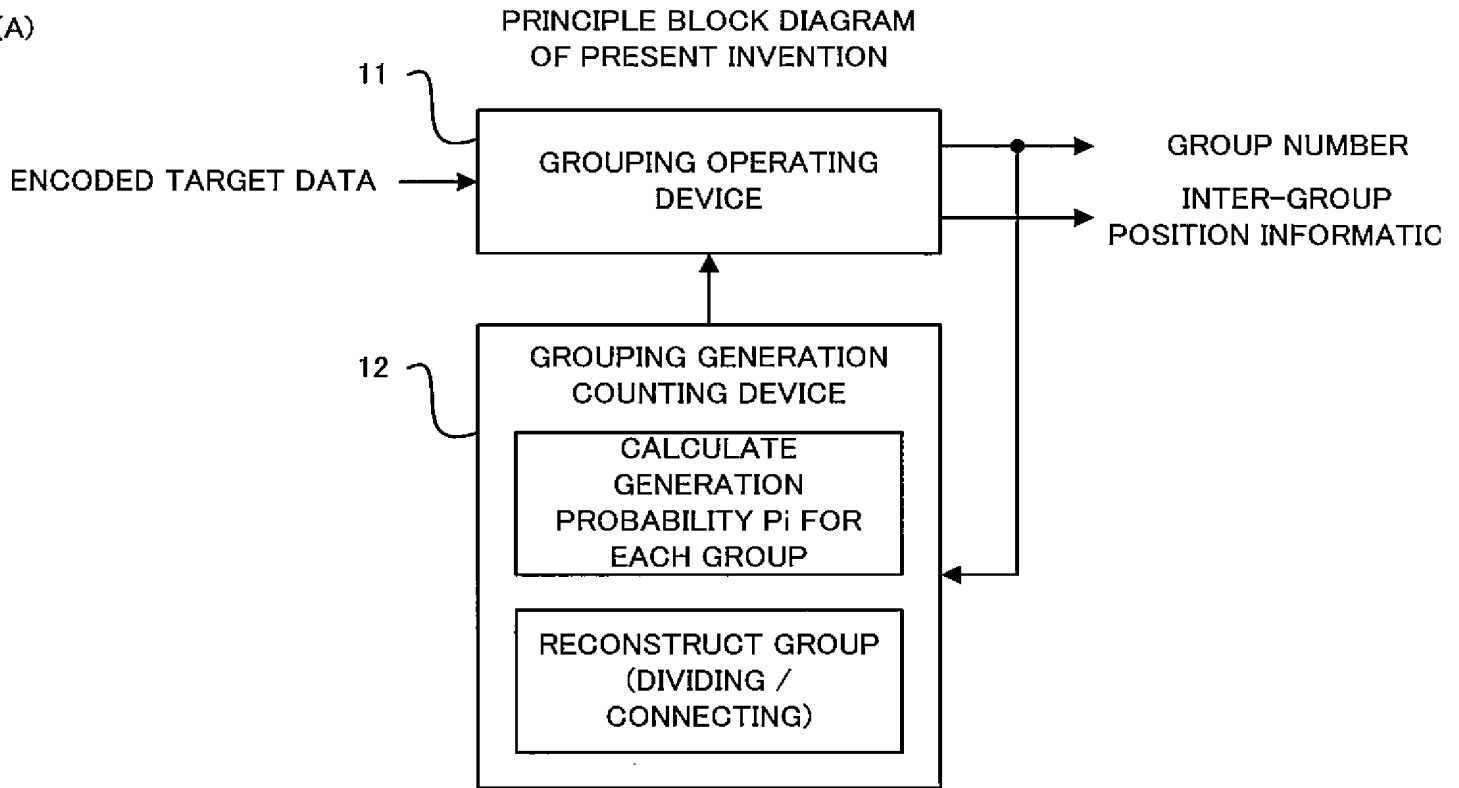 (A)
PRINCIPLE BLOCK DIAGRAM
OF PRESENT INVENTION
11
ENCODED TARGET DATA
GROUPING OPERATING
DEVICE
GROUP NUMBER
INTER-GROUP
POSITION INFORMATIC
12
GROUPING GENERATION
COUNTING DEVICE
CALCULATE
GENERATION
PROBABILITY Pi FOR
EACH GROUP
RECONSTRUCT GROUP
(DIVIDING /
CONNECTING)